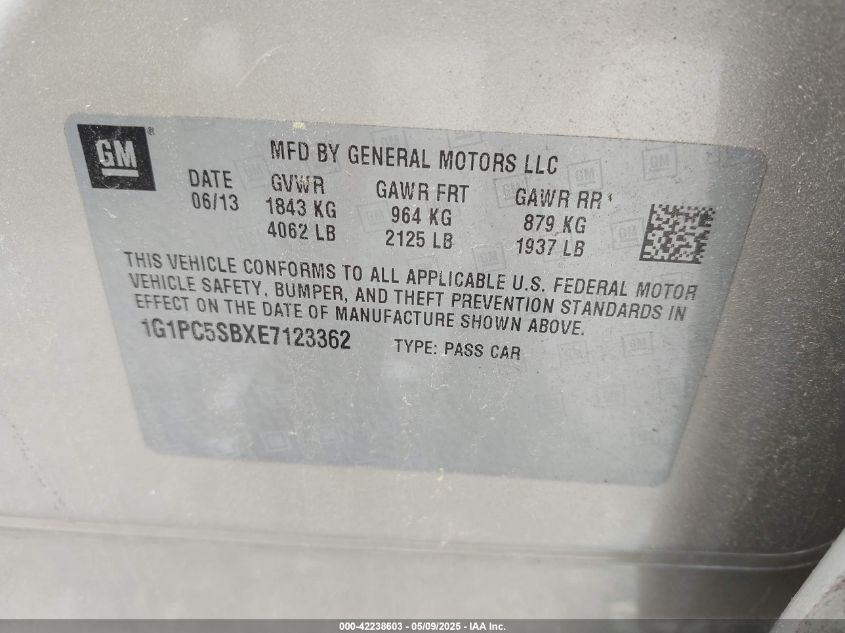 GM
MFD BY GENERAL MOTORS LLC
DATE GVWR GAWR FRT GAWR RR
06/13 1843 KG 964 KG 879 KG
4062 LB 2125 LB 1937 LB
THIS VEHICLE CONFORMS TO ALL APPLICABLE U.S. FEDERAL MOTOR
VEHICLE SAFETY, BUMPER, AND THEFT PREVENTION STANDARDS IN
EFFECT ON THE DATE OF MANUFACTURE SHOWN ABOVE.
1G1PC5SBXE7123362 TYPE: PASS CAR
000-42238603 - 05/09/2025 - IAA Inc.